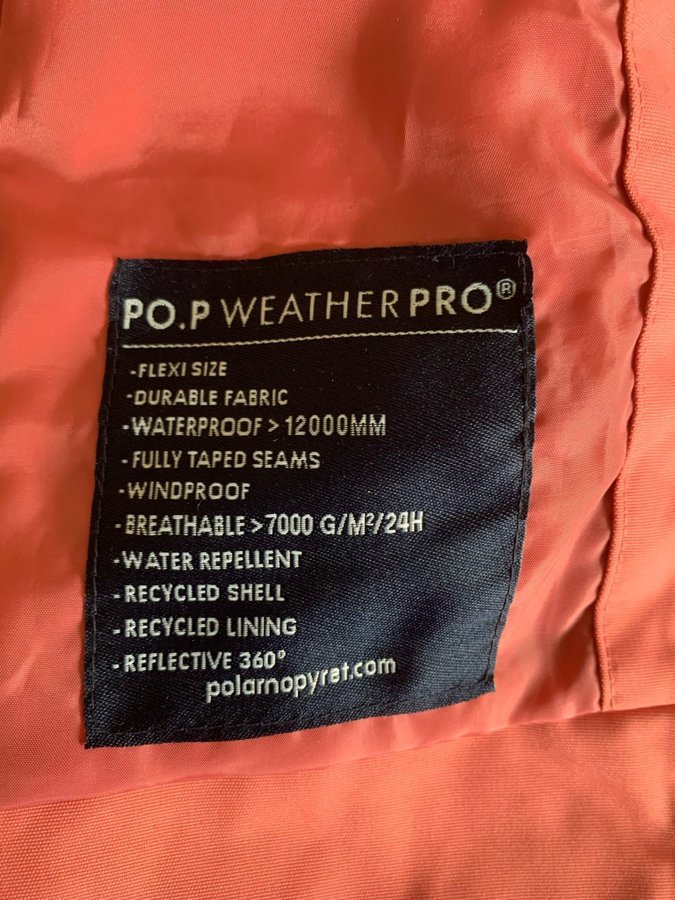 PO.P WEATHERPRO®
-FLEXI SIZE
-DURABLE FABRIC
-WATERPROOF > 12000MM
-FULLY TAPED SEAMS
-WINDPROOF
-BREATHABLE >7000 G/M²/24H
-WATER REPELLENT
-RECYCLED SHELL
-RECYCLED LINING
-REFLECTIVE 360°
polarnopyret.com